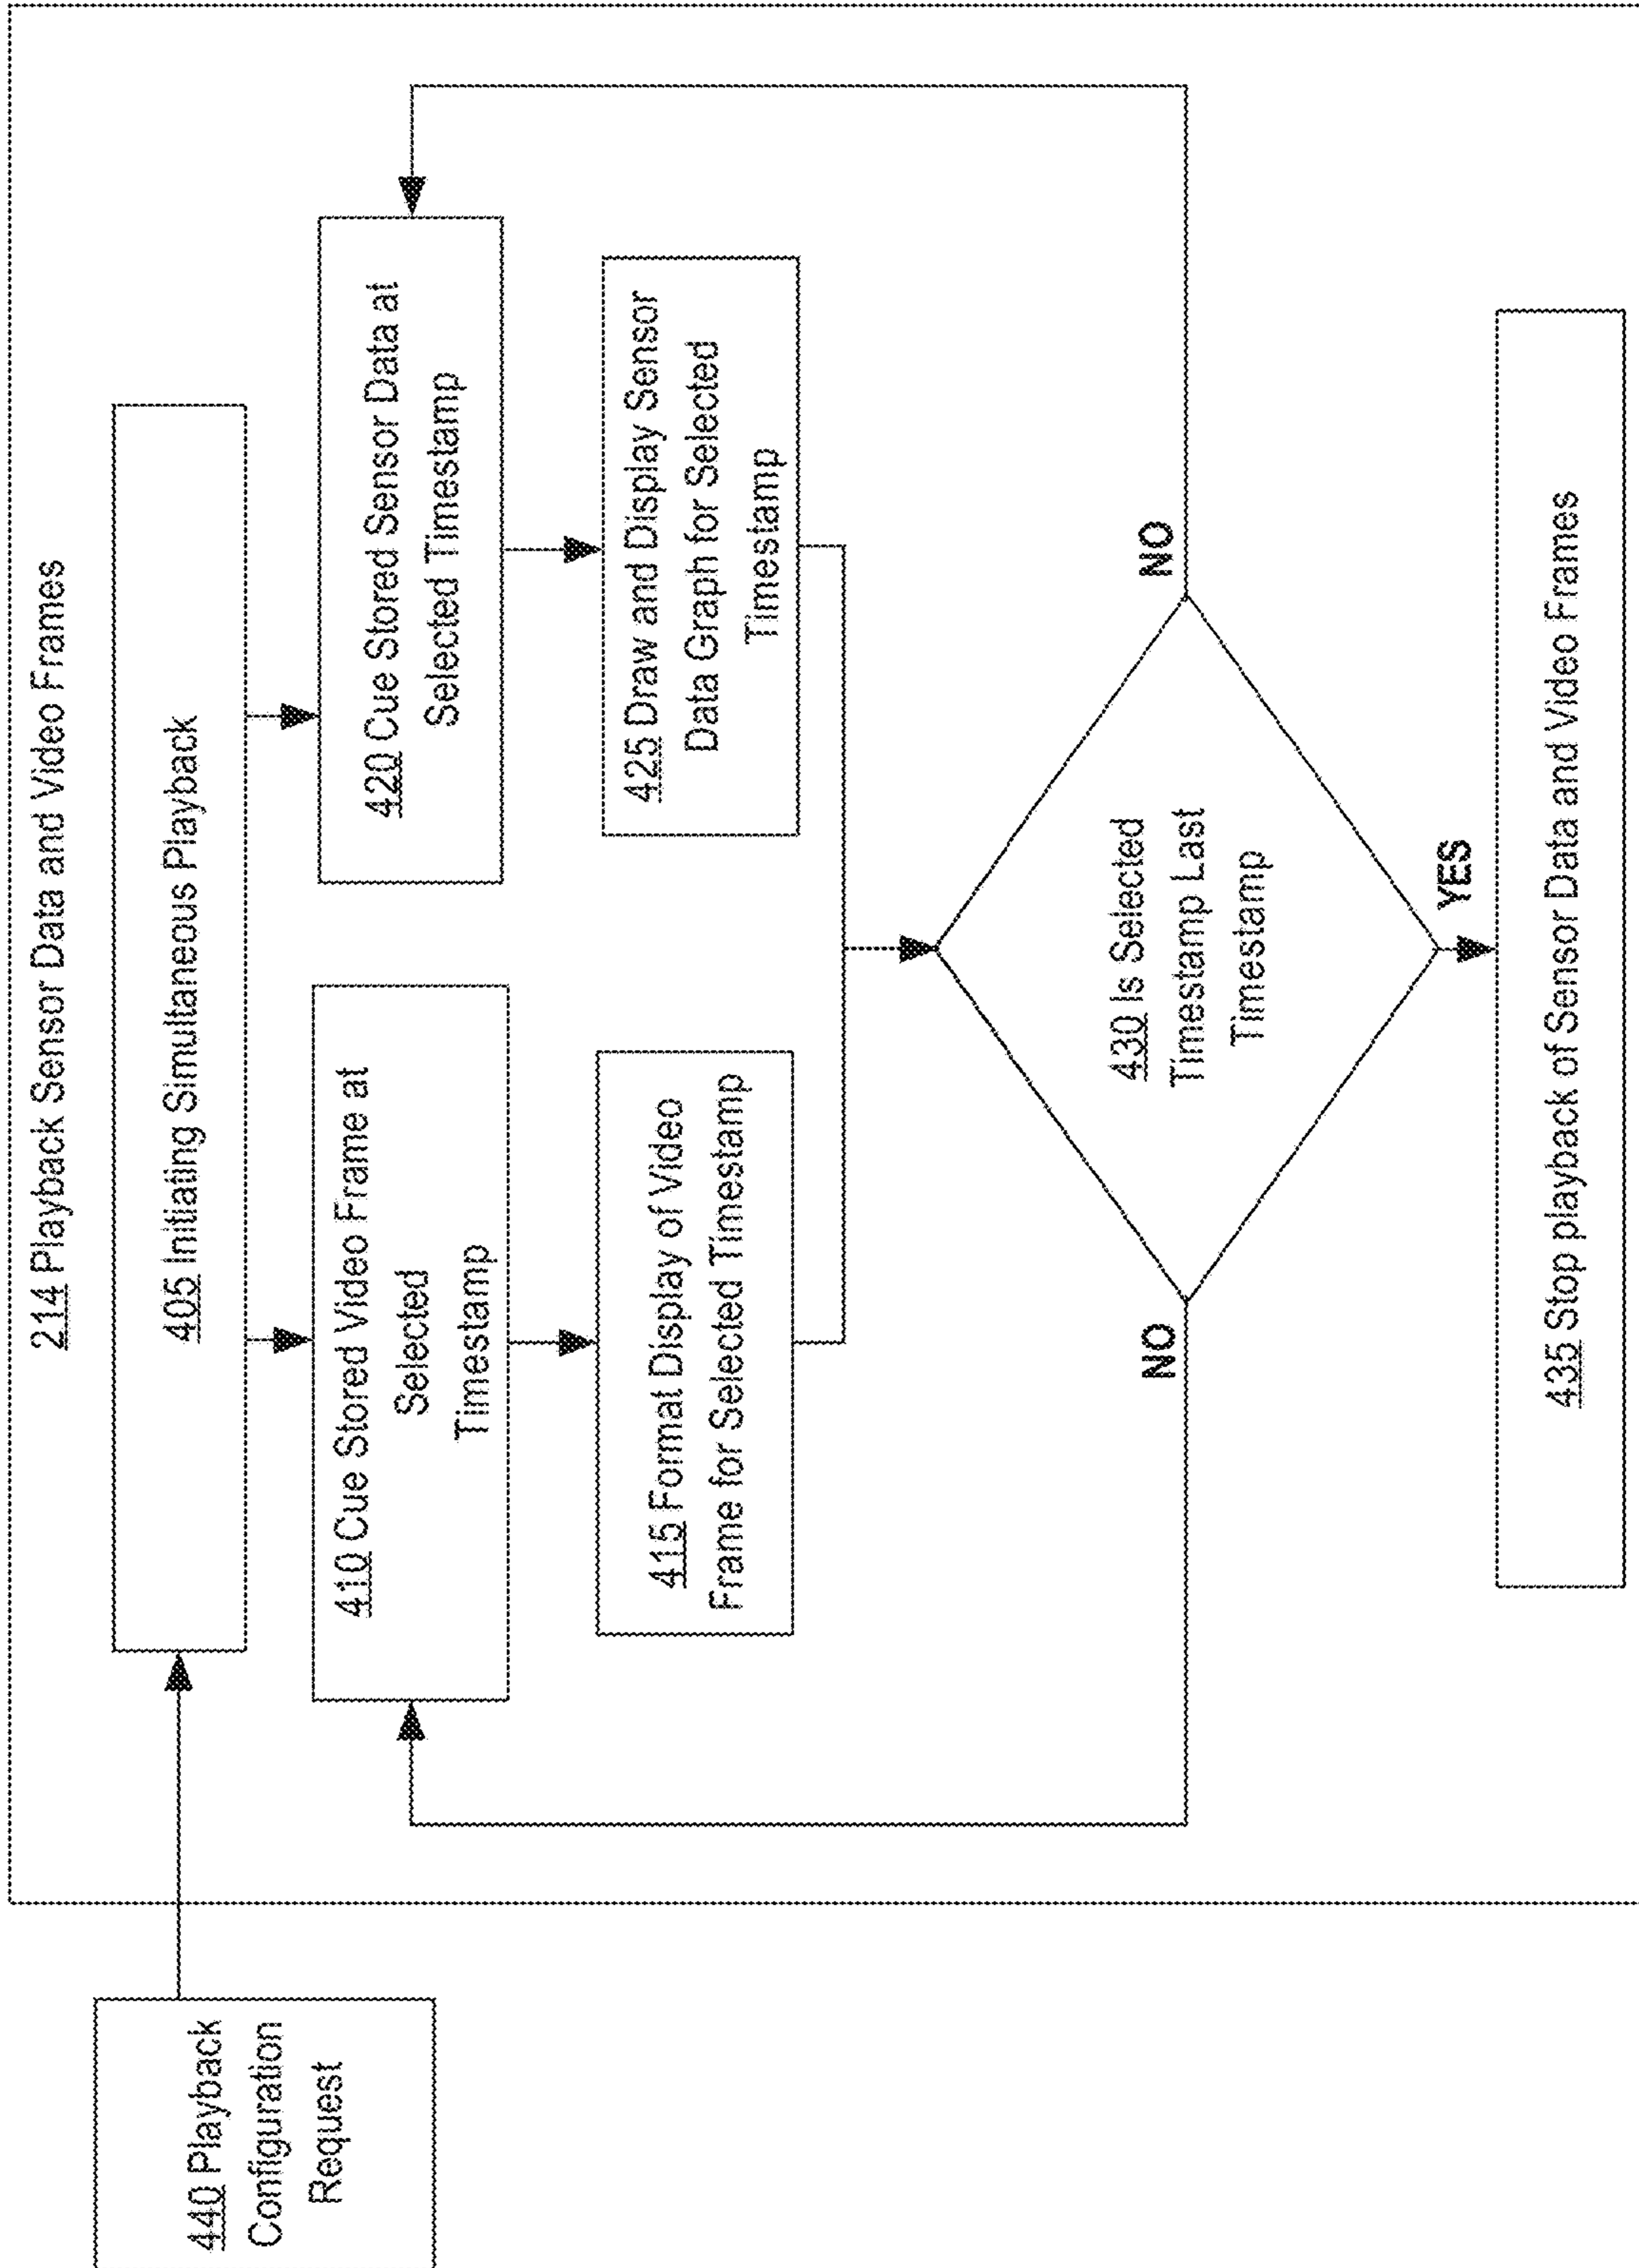 214 Playback Sensor Data and Video Frames
440 Playback
Configuration
Request
405 Initiating Simultaneous Playback
410 Cue Stored Video Frame at
Selected
Timestamp
420 Cue Stored Sensor Data at
Selected Timestamp
415 Format Display of Video
Frame for Selected Timestamp
425 Draw and Display Sensor
Data Graph for Selected
Timestamp
430 Is Selected
Timestamp Last
Timestamp
NO
NO
YES
435 Stop playback of Sensor Data and Video Frames